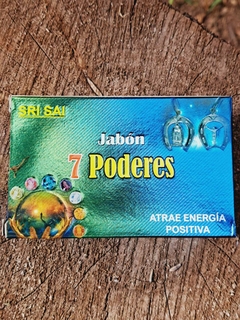 SRI SAI
Jabón
7 Poderes
ATRAE ENERGÍA
POSITIVA